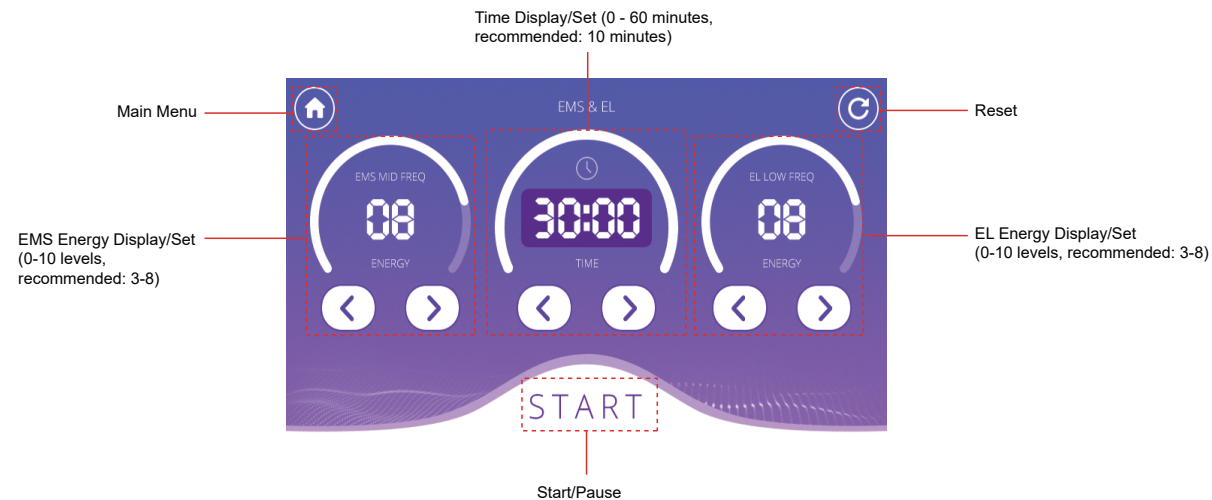 Time Display/Set (0 - 60 minutes,
recommended: 10 minutes)
Main Menu
EMS & EL
Reset
EMS MID FREQ
08
ENERGY
30:00
TIME
EL LOW FREQ
08
ENERGY
EMS Energy Display/Set
(0-10 levels,
recommended: 3-8)
EL Energy Display/Set
(0-10 levels, recommended: 3-8)
START
Start/Pause